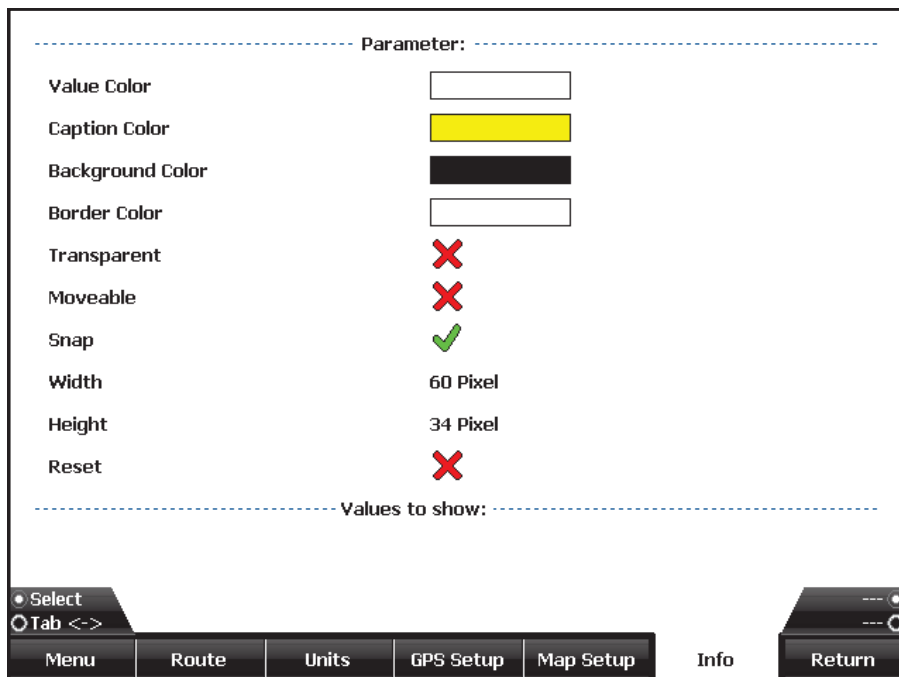 Parameter:
Value Color
Caption Color
Background Color
Border Color
Transparent
Moveable
Snap
Width 60 Pixel
Height 34 Pixel
Reset
Values to show:
Select ---
Tab <-> ---
Menu Route Units GPS Setup Map Setup Info Return